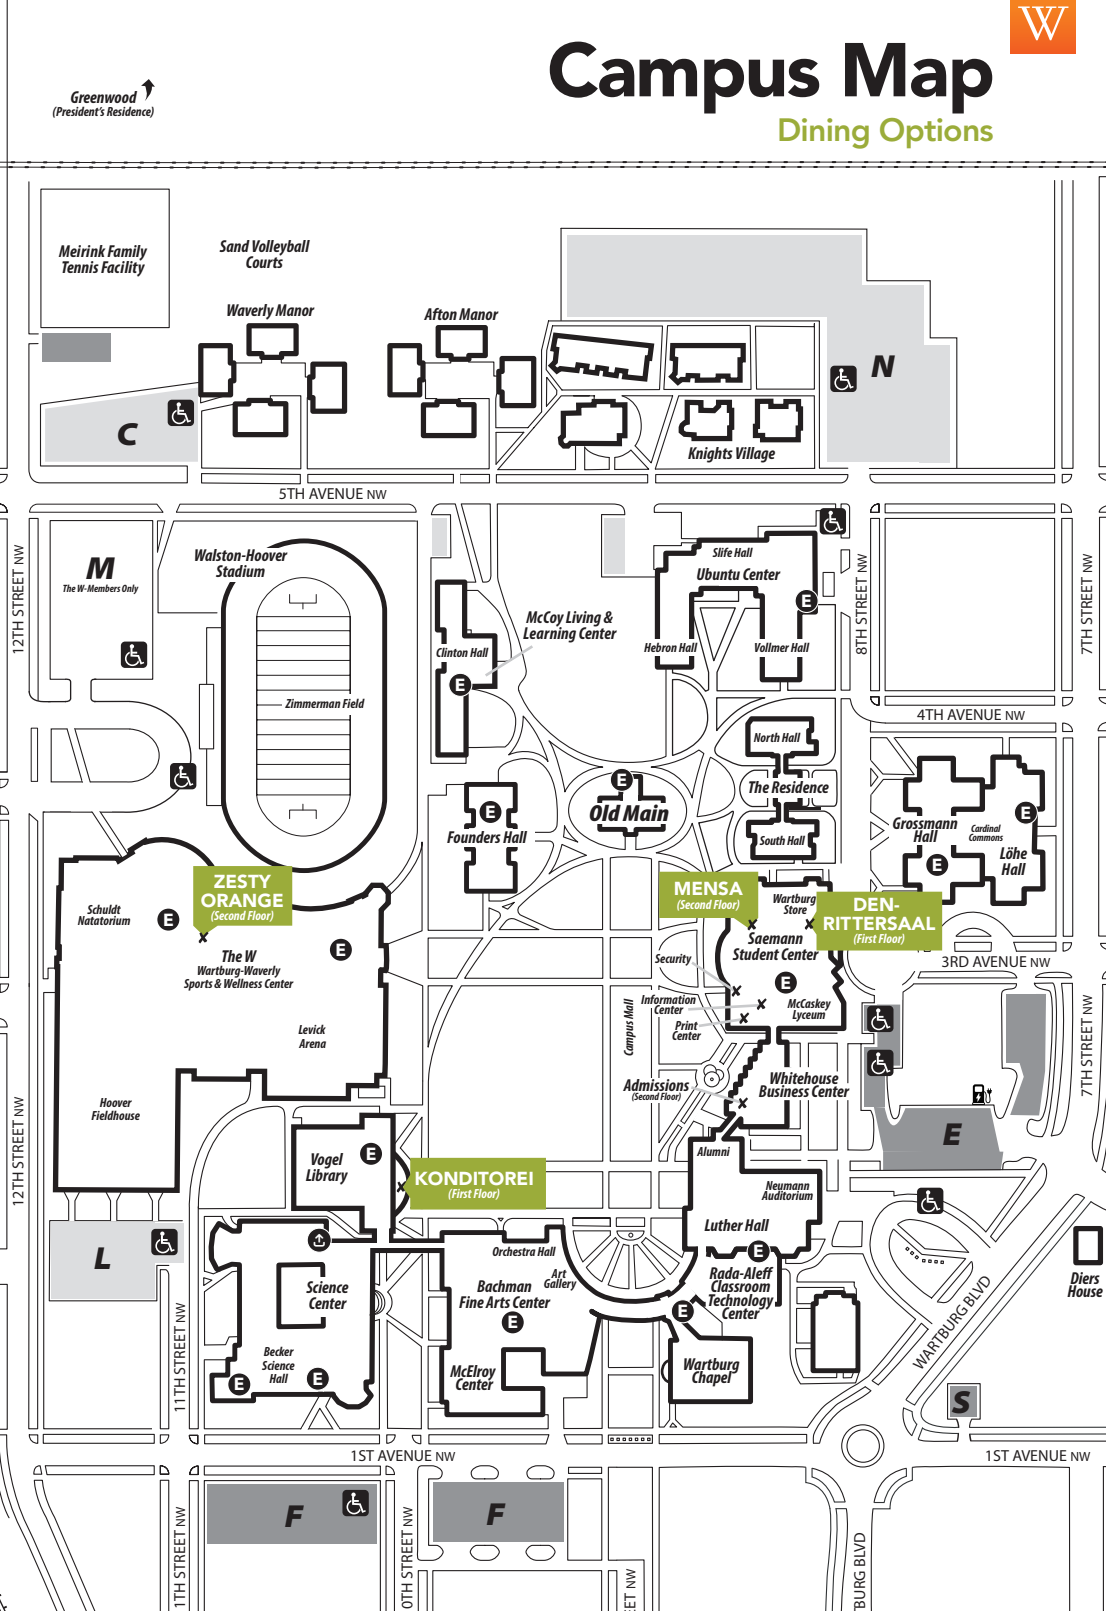 W
Campus Map
Dining Options
Greenwood
(President's Residence)
Meirink Family
Tennis Facility
Sand Volleyball
Courts
Waverly Manor
Afton Manor
N
C
Knights Village
5TH AVENUE NW
12TH STREET NW
M
The W-Members Only
Walston-Hoover
Stadium
Zimmerman Field
Clinton Hall
E
McCoy Living &
Learning Center
Slife Hall
Ubuntu Center
E
Hebron Hall
Vollmer Hall
8TH STREET NW
7TH STREET NW
4TH AVENUE NW
North Hall
The Residence
South Hall
E
Old Main
E
Founders Hall
Grossmann
Hall
E
Cardinal
Commons
E
Löhe
Hall
ZESTY
ORANGE
(Second Floor)
MENSA
(Second Floor)
DEN-
RITTERSAAL
(First Floor)
Wartburg
Store
Saemann
Student Center
E
McCaskey
Lyceum
Security
Information
Center
Print
Center
Campus Mall
3RD AVENUE NW
7TH STREET NW
Schuldt
Natatorium
E
The W
Wartburg-Waverly
Sports & Wellness Center
E
Levick
Arena
Hoover
Fieldhouse
12TH STREET NW
Admissions
(Second Floor)
Whitehouse
Business Center
E
Vogel
Library
E
KONDITOREI
(First Floor)
Alumni
Neumann
Auditorium
Luther Hall
E
Rada-Aleff
Classroom
Technology
Center
E
L
Science
Center
Becker
Science
Hall
E
E
11TH STREET NW
Orchestra Hall
Art
Gallery
Bachman
Fine Arts Center
E
McElroy
Center
Wartburg
Chapel
WARTBURG BLVD
Diers
House
S
1ST AVENUE NW
1ST AVENUE NW
F
F
1TH STREET NW
0TH STREET NW
ET NW
TBURG BLVD